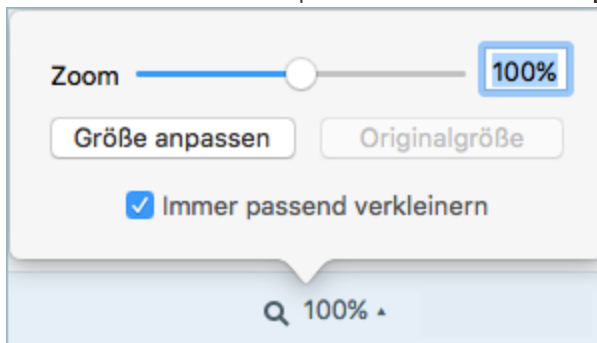 Zoom 100%
Größe anpassen Originalgröße
Immer passend verkleinern
100%